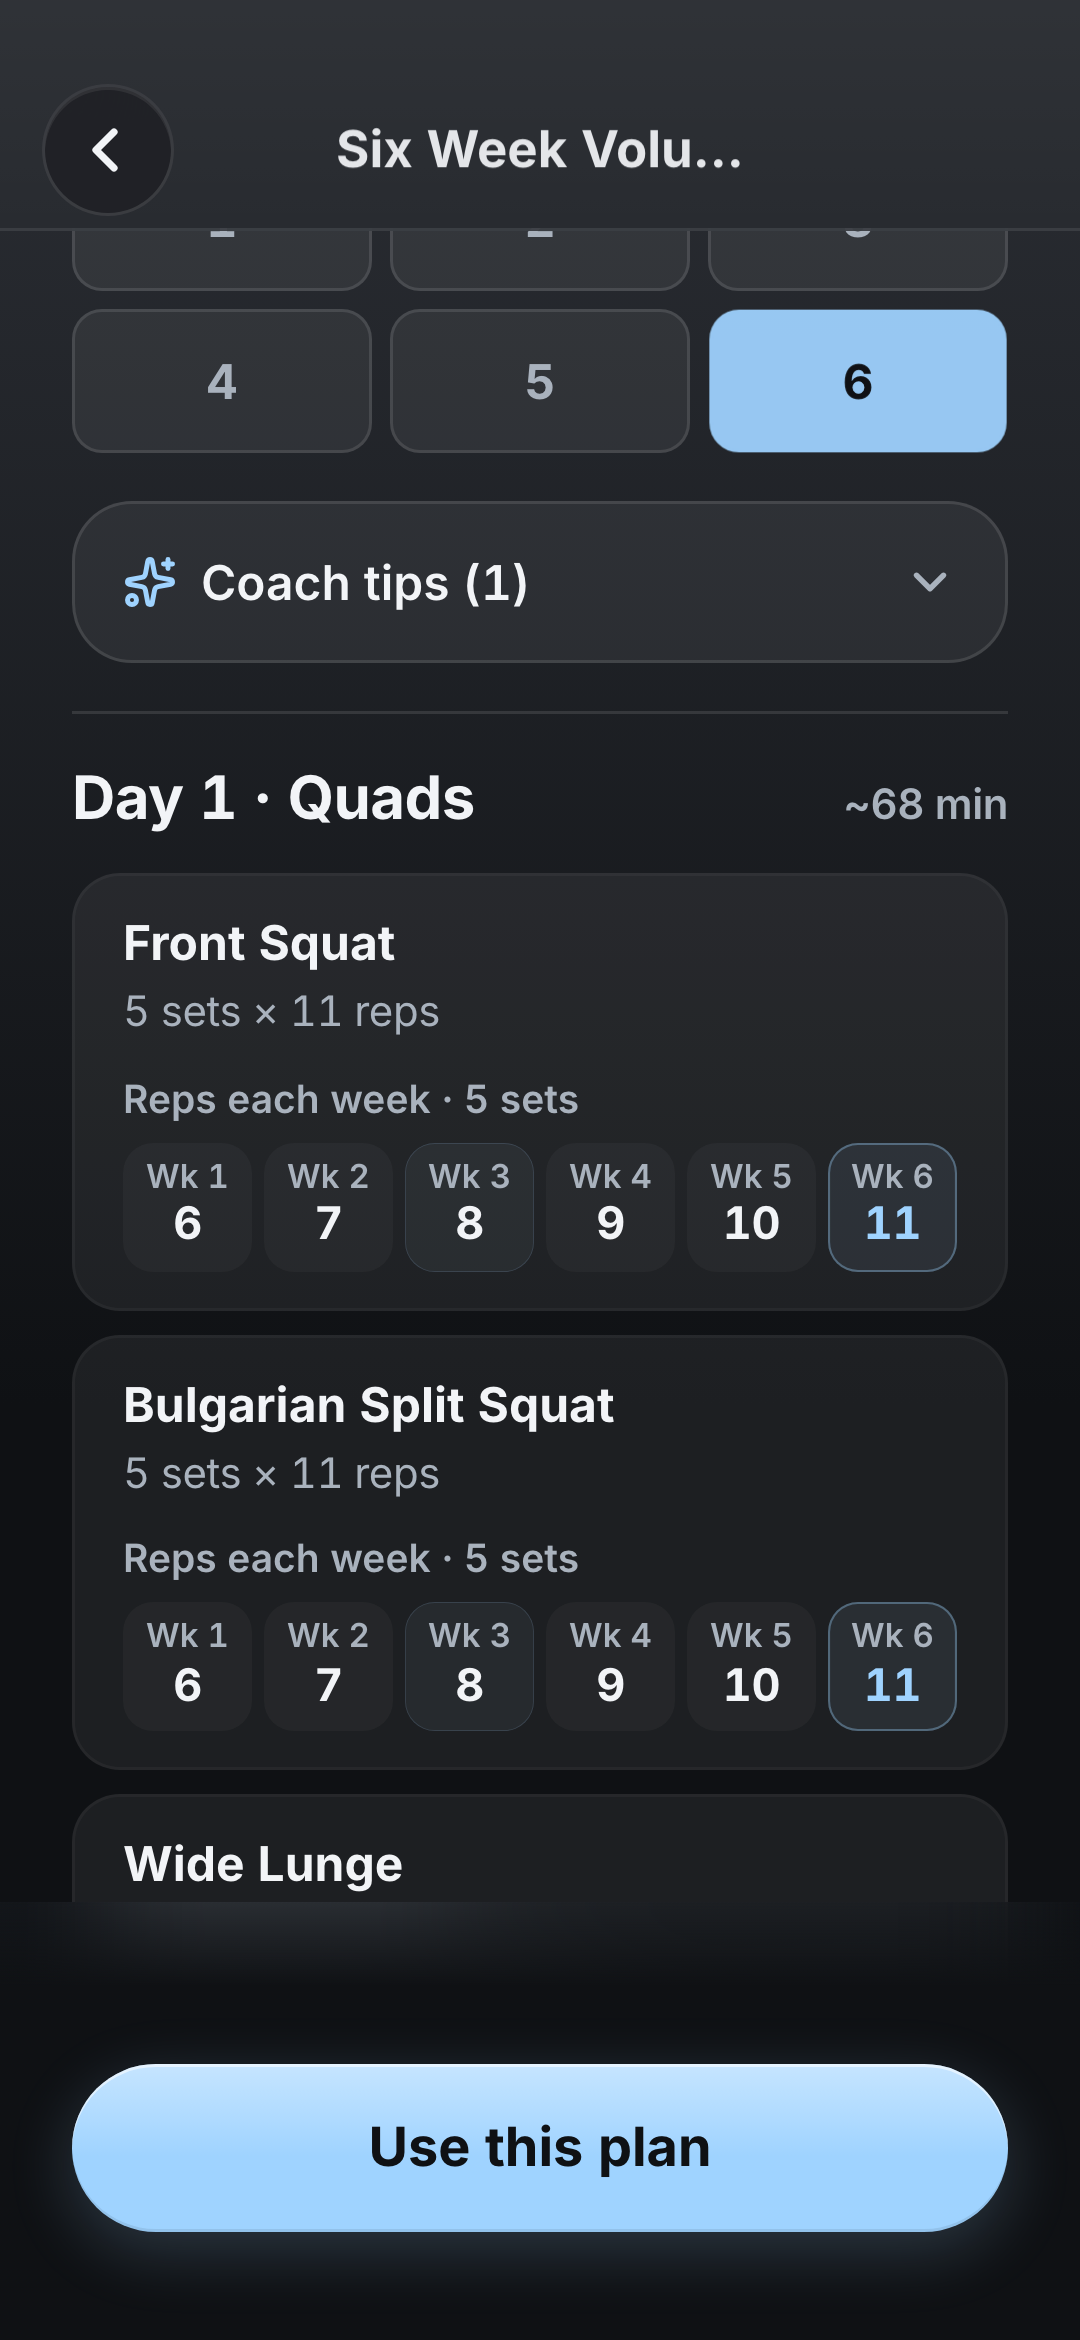 Six Week Volu...
4
5
6
Coach tips (1)
Day 1 · Quads
~68 min
Front Squat
5 sets × 11 reps
Reps each week · 5 sets
Wk 1 Wk 2 Wk 3 Wk 4 Wk 5 Wk 6
6 7 8 9 10 11
Bulgarian Split Squat
5 sets × 11 reps
Reps each week · 5 sets
Wk 1 Wk 2 Wk 3 Wk 4 Wk 5 Wk 6
6 7 8 9 10 11
Wide Lunge
Use this plan